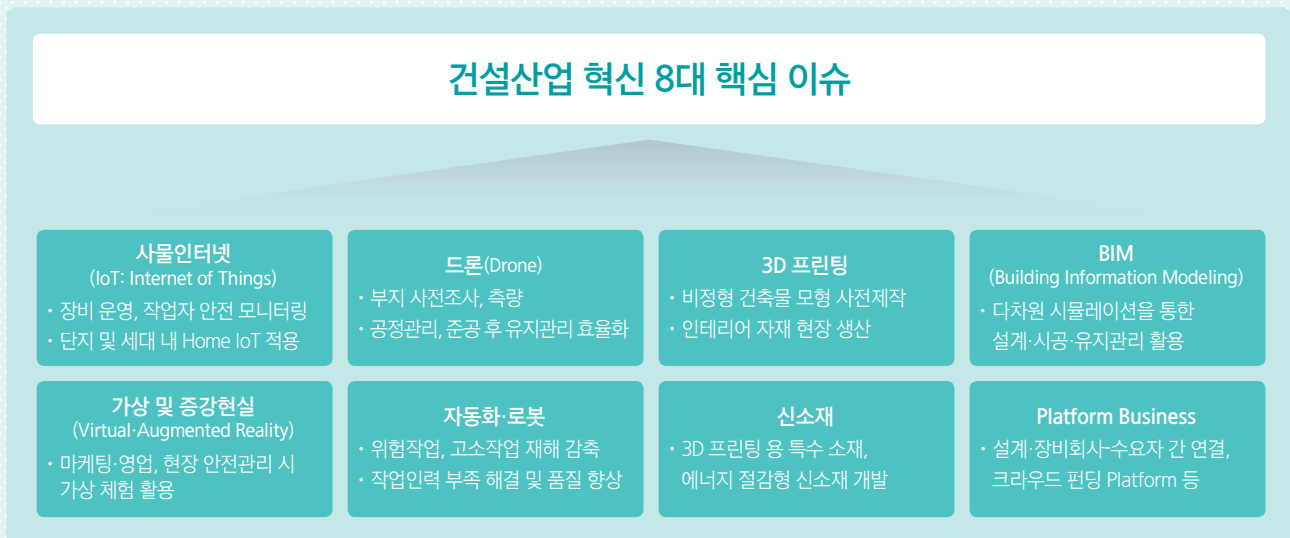 건설산업 혁신 8대 핵심 이슈
사물인터넷
(IoT: Internet of Things)
· 장비 운영, 작업자 안전 모니터링
· 단지 및 세대 내 Home IoT 적용
드론(Drone)
· 부지 사전조사, 측량
· 공정관리, 준공 후 유지관리 효율화
3D 프린팅
· 비정형 건축물 모형 사전제작
· 인테리어 자재 현장 생산
BIM
(Building Information Modeling)
· 다차원 시뮬레이션을 통한
설계·시공·유지관리 활용
가상 및 증강현실
(Virtual·Augmented Reality)
· 마케팅·영업, 현장 안전관리 시
가상 체험 활용
자동화·로봇
· 위험작업, 고소작업 재해 감축
· 작업인력 부족 해결 및 품질 향상
신소재
· 3D 프린팅 용 특수 소재,
에너지 절감형 신소재 개발
Platform Business
· 설계·장비회사-수요자 간 연결,
크라우드 펀딩 Platform 등